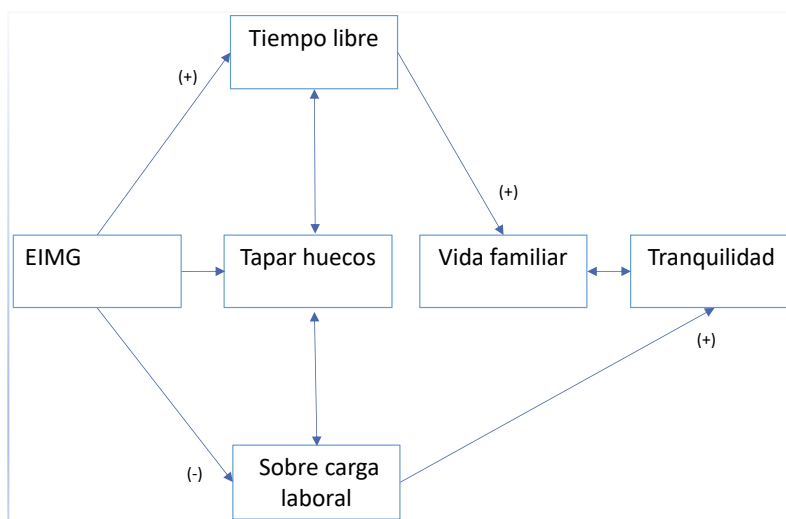 Tiempo libre
(+)
(+)
EIMG
Tapar huecos
Vida familiar
Tranquilidad
(+)
(-)
Sobre carga
laboral